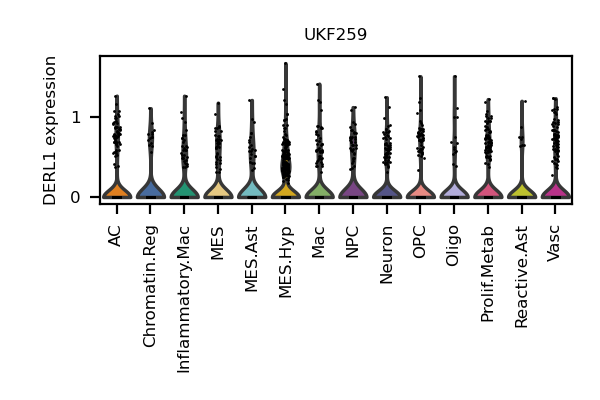 UKF259
DERL1 expression
1
0
AC
Chromatin.Reg
Inflammatory.Mac
MES
MES.Ast
MES.Hyp
Mac
NPC
Neuron
OPC
Oligo
Prolif.Metab
Reactive.Ast
Vasc